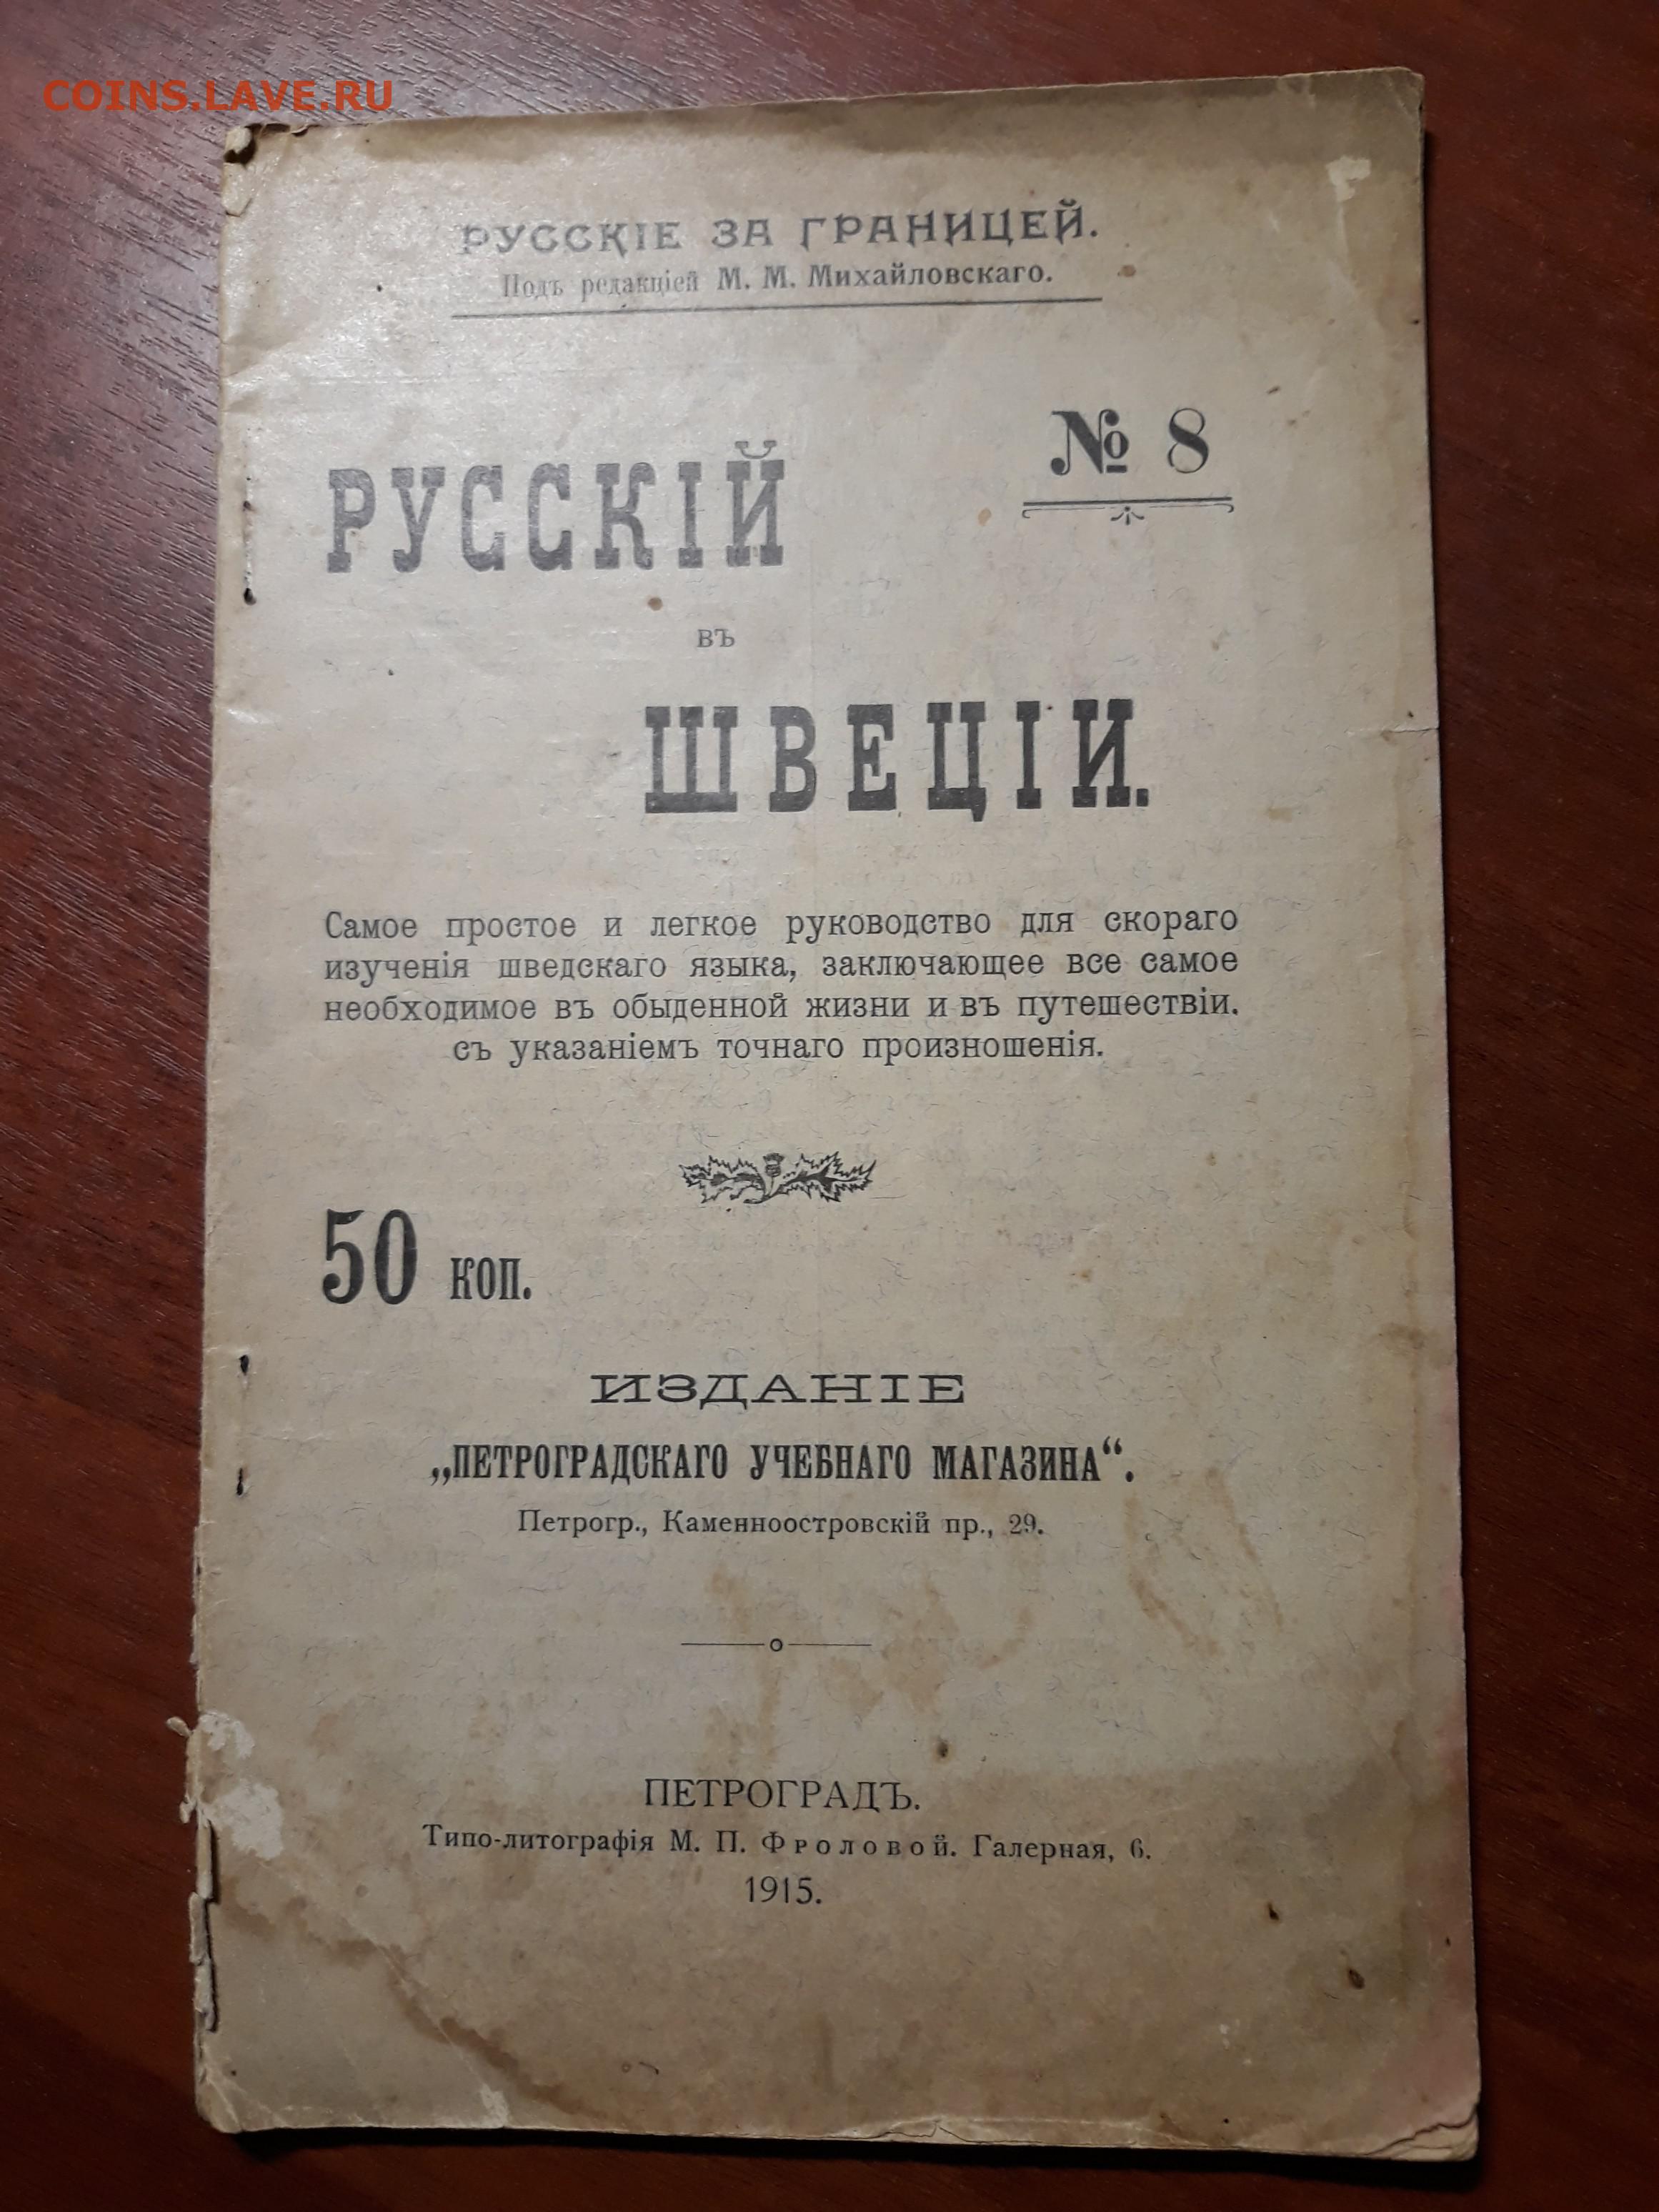 COINS.LAVE.RU
РУССКІЕ ЗА ГРАНИЦЕЙ.
Подъ редакціей М. М. Михайловскаго.
№ 8
РУССКІЙ
въ
ШВЕЦІИ.
Самое простое и легкое руководство для скораго
изученія шведскаго языка, заключающее все самое
необходимое въ обыденной жизни и въ путешествіи.
съ указаніемъ точнаго произношенія.
50 коп.
ИЗДАНІЕ
„ПЕТРОГРАДСКАГО УЧЕБНАГО МАГАЗИНА“.
Петрогр., Каменноостровскій пр., 29.
ПЕТРОГРАДЪ.
Типо-литографія М. П. Фроловой. Галерная, 6.
1915.